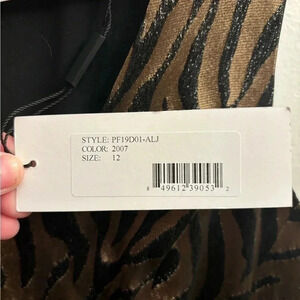 STYLE: PF19D01-ALJ
COLOR: 2007
SIZE: 12
8 49612 39053 2